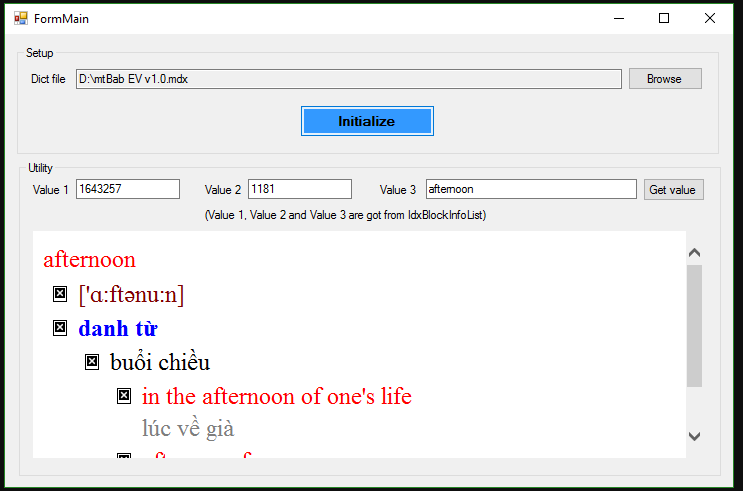 FormMain
Setup
Dict file D:\mtBab EV v1.0.mdx Browse
Initialize
Utility
Value 1 1643257 Value 2 1181 Value 3 afternoon Get value
(Value 1, Value 2 and Value 3 are got from IdxBlockInfoList)
afternoon
['ɑ:ftənu:n]
danh từ
buổi chiều
in the afternoon of one's life
lúc về già